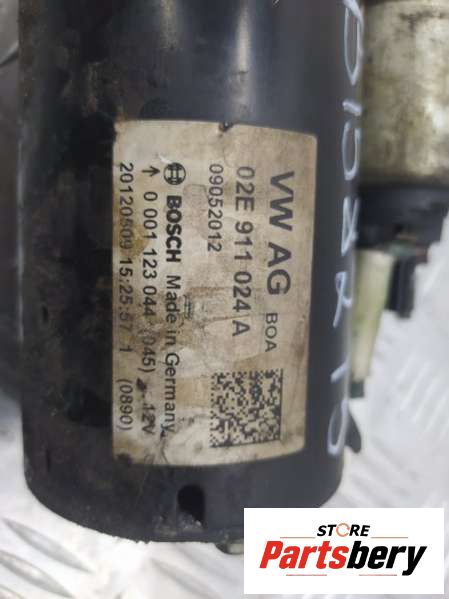 VW AG
02E 911 024 A BOA
09052012
BOSCH Made in Germany
0 001 123 044 (045) 12V
20120509 15:25:57 1 (0890)
STORE
Partsbery